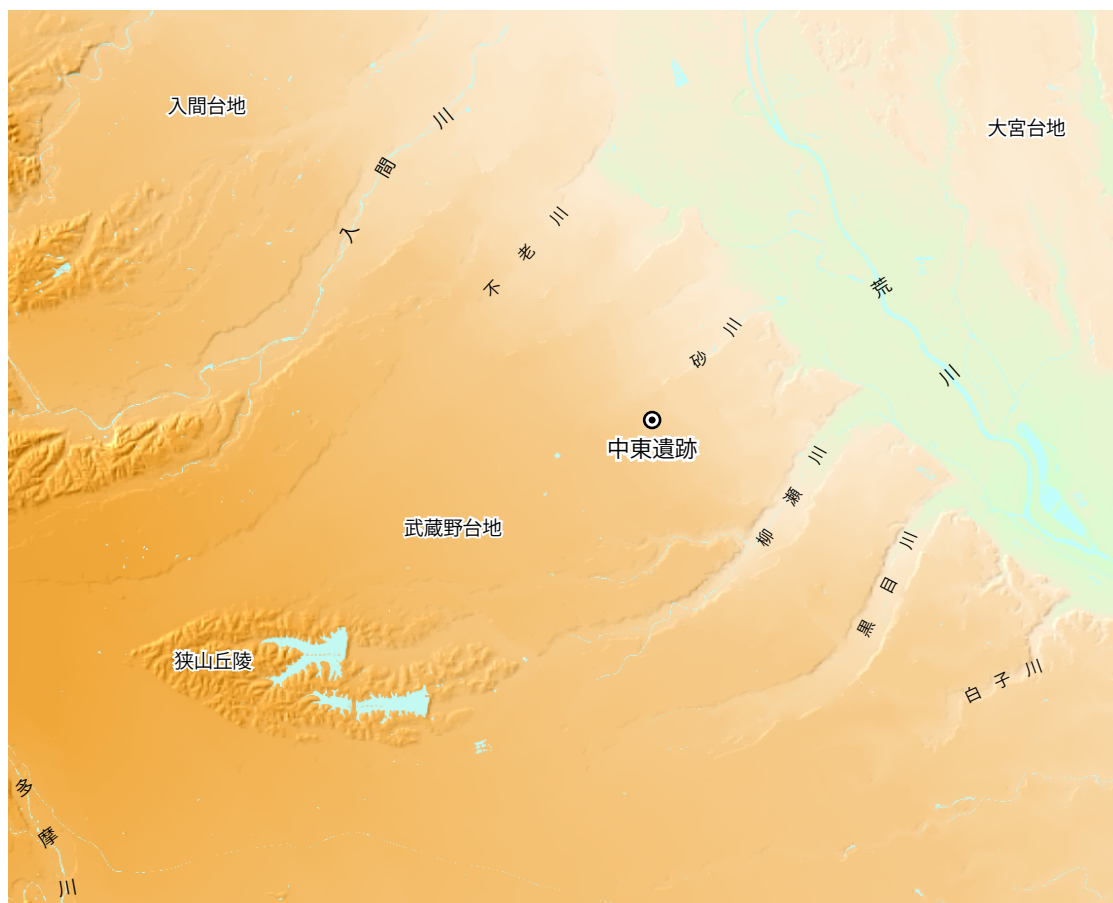 入間台地
大宮台地
入間川
不老川
荒川
砂川
中東遺跡
柳瀬川
武蔵野台地
黒目川
狭山丘陵
白子川
多摩川